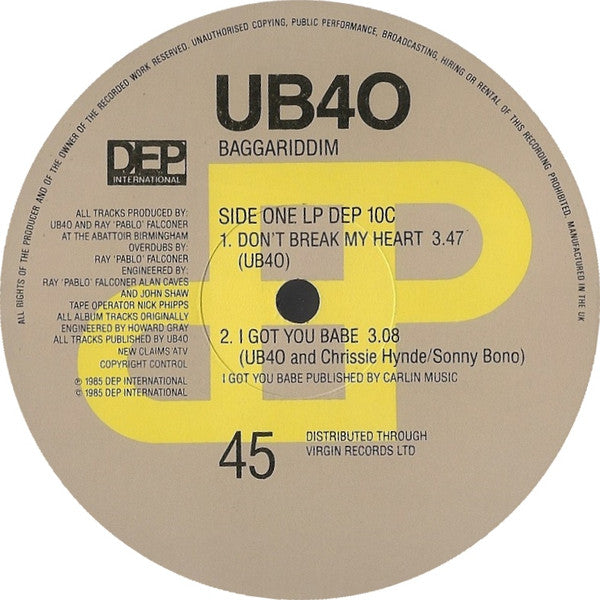 ALL RIGHTS OF THE PRODUCER AND OF THE OWNER OF THE RECORDED WORK RESERVED. UNAUTHORISED COPYING, PUBLIC PERFORMANCE, BROADCASTING, HIRING OR RENTAL OF THIS RECORDING PROHIBITED. MANUFACTURED IN THE UK
UB40
BAGGARIDDIM
DEP
INTERNATIONAL
ALL TRACKS PRODUCED BY:
UB40 AND RAY 'PABLO' FALCONER
AT THE ABATTOIR BIRMINGHAM
OVERDUBS BY:
RAY 'PABLO' FALCONER
ENGINEERED BY:
RAY 'PABLO' FALCONER ALAN CAVES
AND JOHN SHAW
TAPE OPERATOR NICK PHIPPS
ALL ALBUM TRACKS ORIGINALLY
ENGINEERED BY HOWARD GRAY
ALL TRACKS PUBLISHED BY UB40
NEW CLAIMS/ATV
COPYRIGHT CONTROL
℗ 1985 DEP INTERNATIONAL
© 1985 DEP INTERNATIONAL
SIDE ONE LP DEP 10C
1. DON'T BREAK MY HEART 3.47
(UB40)
2. I GOT YOU BABE 3.08
(UB40 and Chrissie Hynde/Sonny Bono)
I GOT YOU BABE PUBLISHED BY CARLIN MUSIC
45
DISTRIBUTED THROUGH
VIRGIN RECORDS LTD